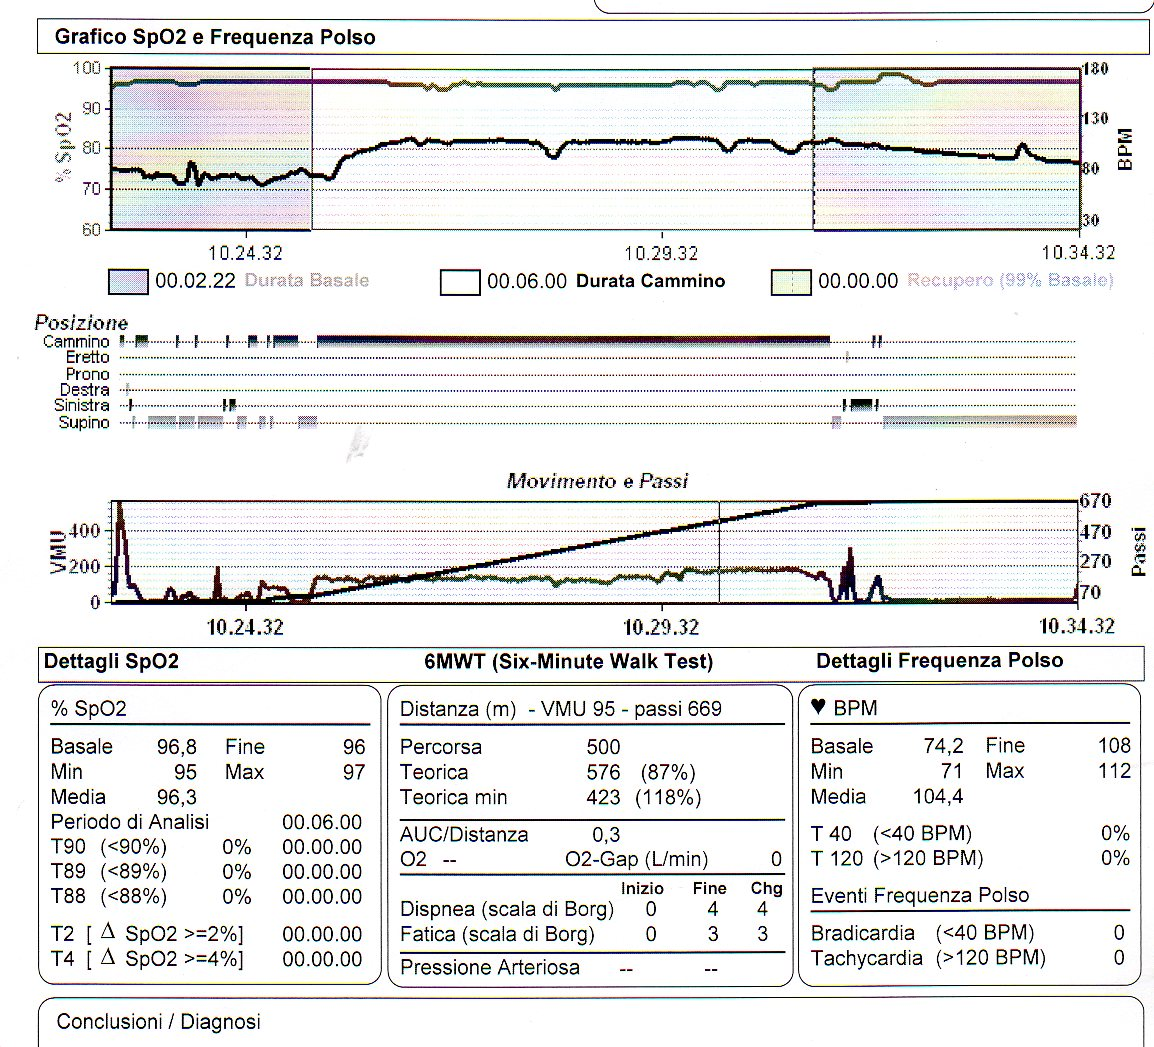 Grafico SpO2 e Frequenza Polso
100
90
80
70
60
% SpO2
180
130
80
30
BPM
10.24.32 10.29.32 10.34.32
00.02.22 Durata Basale 00.06.00 Durata Cammino 00.00.00 Recupero (99% Basale)
Posizione
Cammino
Eretto
Prono
Destra
Sinistra
Supino
Movimento e Passi
400
200
0
VMU
670
470
270
70
Passi
10.24.32 10.29.32 10.34.32
Dettagli SpO2 6MWT (Six-Minute Walk Test) Dettagli Frequenza Polso
% SpO2
Basale 96,8 Fine 96
Min 95 Max 97
Media 96,3
Periodo di Analisi 00.06.00
T90 (<90%) 0% 00.00.00
T89 (<89%) 0% 00.00.00
T88 (<88%) 0% 00.00.00
T2 [ Δ SpO2 >=2%] 00.00.00
T4 [ Δ SpO2 >=4%] 00.00.00
Distanza (m) - VMU 95 - passi 669
Percorsa 500
Teorica 576 (87%)
Teorica min 423 (118%)
AUC/Distanza 0,3
O2 -- O2-Gap (L/min) 0
Inizio Fine Chg
Dispnea (scala di Borg) 0 4 4
Fatica (scala di Borg) 0 3 3
Pressione Arteriosa -- --
♥ BPM
Basale 74,2 Fine 108
Min 71 Max 112
Media 104,4
T 40 (<40 BPM) 0%
T 120 (>120 BPM) 0%
Eventi Frequenza Polso
Bradicardia (<40 BPM) 0
Tachycardia (>120 BPM) 0
Conclusioni / Diagnosi